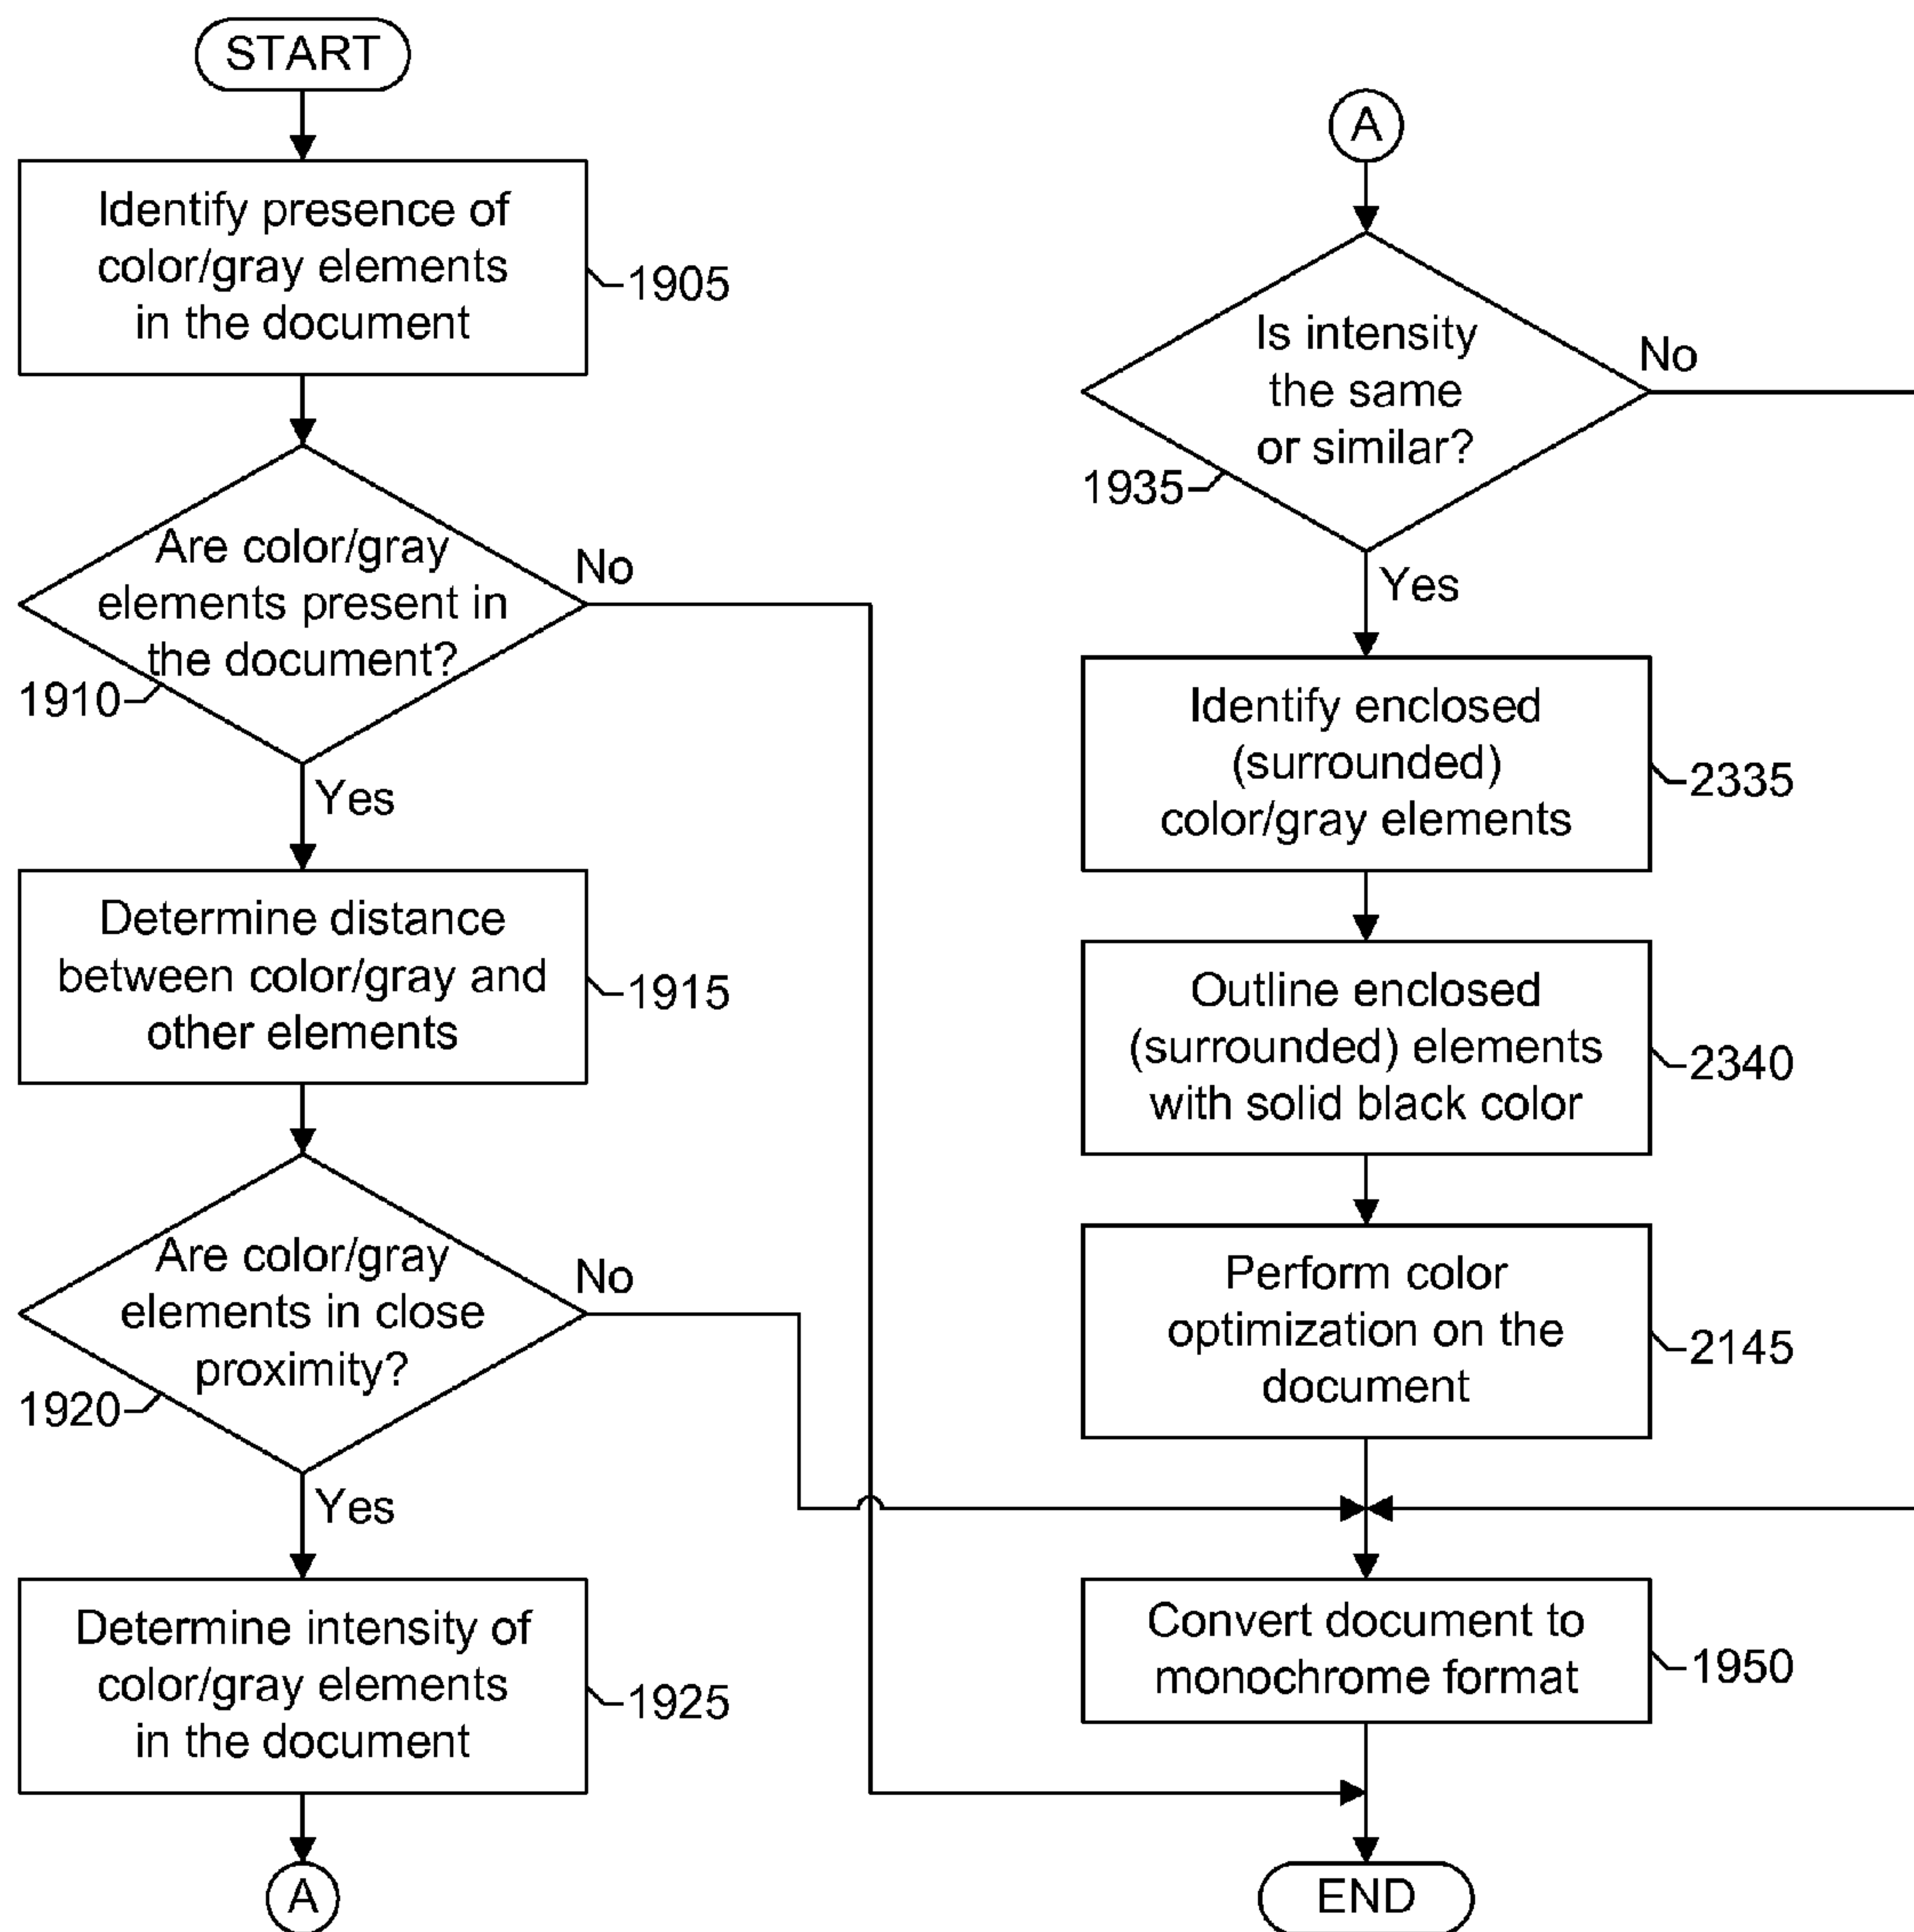 START
Identify presence of
color/gray elements
in the document
1905
Are color/gray
elements present in
the document?
No
1910
Yes
Determine distance
between color/gray and
other elements
1915
Are color/gray
elements in close
proximity?
No
1920
Yes
Determine intensity of
color/gray elements
in the document
1925
A
A
Is intensity
the same
or similar?
No
1935
Yes
Identify enclosed
(surrounded)
color/gray elements
2335
Outline enclosed
(surrounded) elements
with solid black color
2340
Perform color
optimization on the
document
2145
Convert document to
monochrome format
1950
END